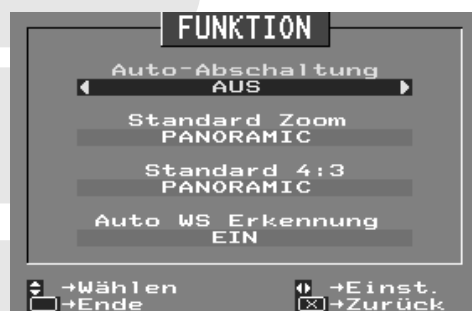 FUNKTION
Auto-Abschaltung
AUS
Standard Zoom
PANORAMIC
Standard 4:3
PANORAMIC
Auto WS Erkennung
EIN
→Wählen →Einst.
→Ende →Zurück